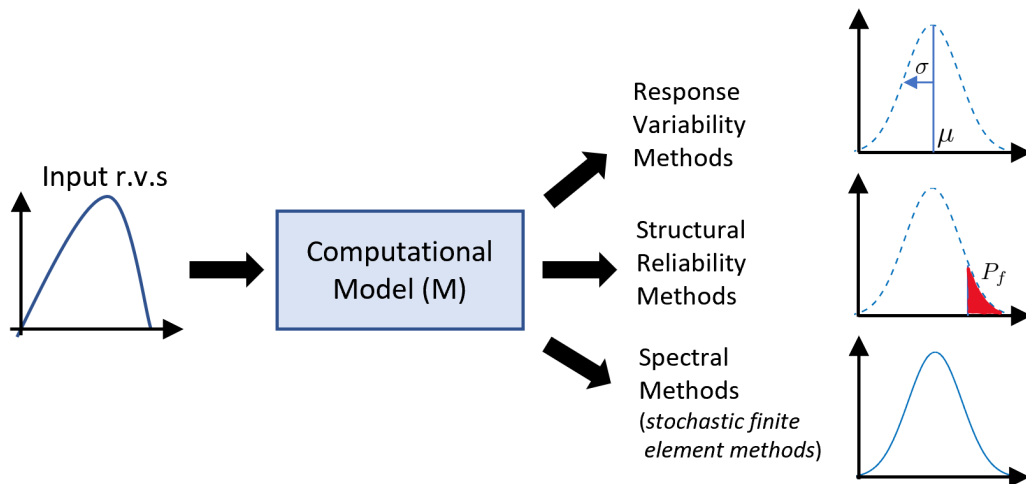 Input r.v.s
Computational
Model (M)
Response
Variability
Methods
σ
μ
Structural
Reliability
Methods
P_f
Spectral
Methods
(stochastic finite
element methods)